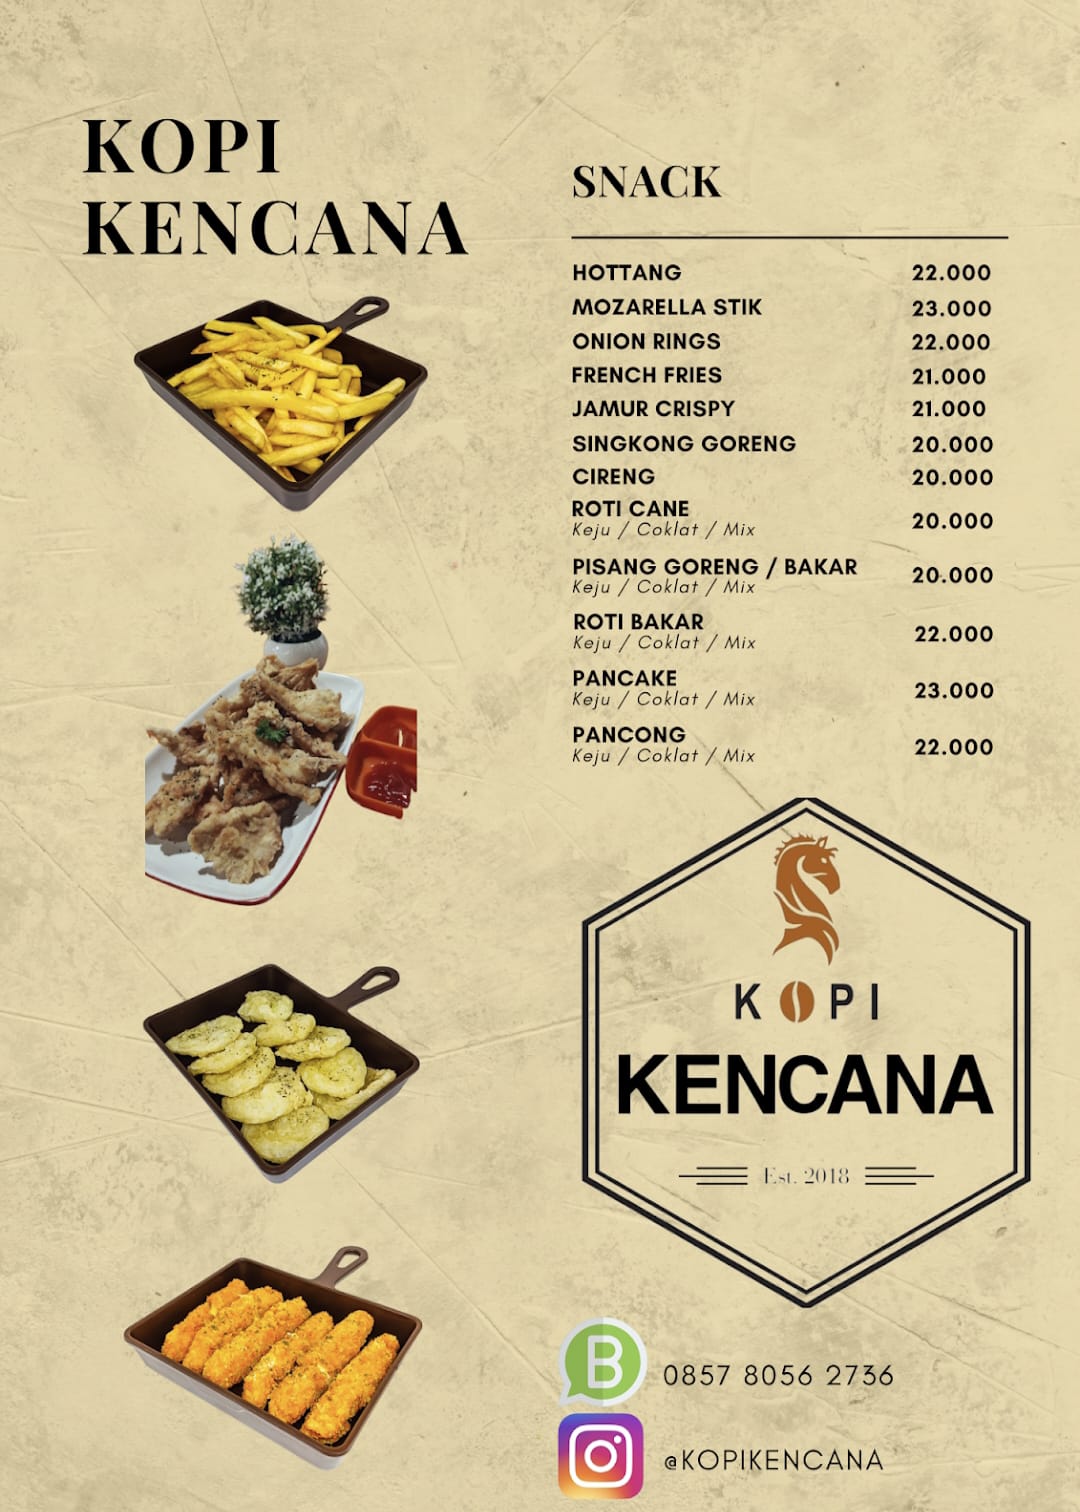 KOPI
KENCANA
SNACK
HOTTANG 22.000
MOZARELLA STIK 23.000
ONION RINGS 22.000
FRENCH FRIES 21.000
JAMUR CRISPY 21.000
SINGKONG GORENG 20.000
CIRENG 20.000
ROTI CANE 20.000
Keju / Coklat / Mix
PISANG GORENG / BAKAR 20.000
Keju / Coklat / Mix
ROTI BAKAR 22.000
Keju / Coklat / Mix
PANCAKE 23.000
Keju / Coklat / Mix
PANCONG 22.000
Keju / Coklat / Mix
KOPI
KENCANA
Est. 2018
B 0857 8056 2736
@KOPIKENCANA